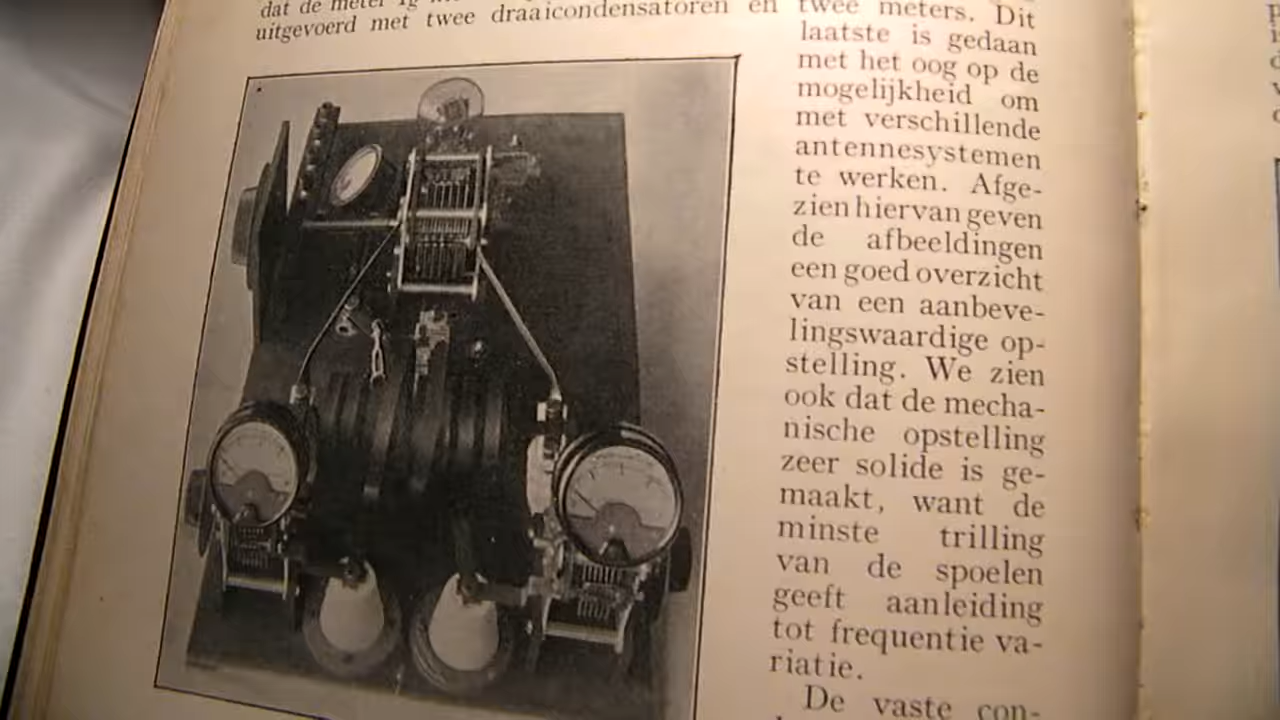 dat de meter
uitgevoerd met twee draaicondensatoren en twee meters. Dit
laatste is gedaan
met het oog op de
mogelijkheid om
met verschillende
antennesystemen
te werken. Afge-
zien hiervan geven
de afbeeldingen
een goed overzicht
van een aanbeve-
lingswaardige op-
stelling. We zien
ook dat de mecha-
nische opstelling
zeer solide is ge-
maakt, want de
minste trilling
van de spoelen
geeft aanleiding
tot frequentie va-
riatie.
De vaste con-